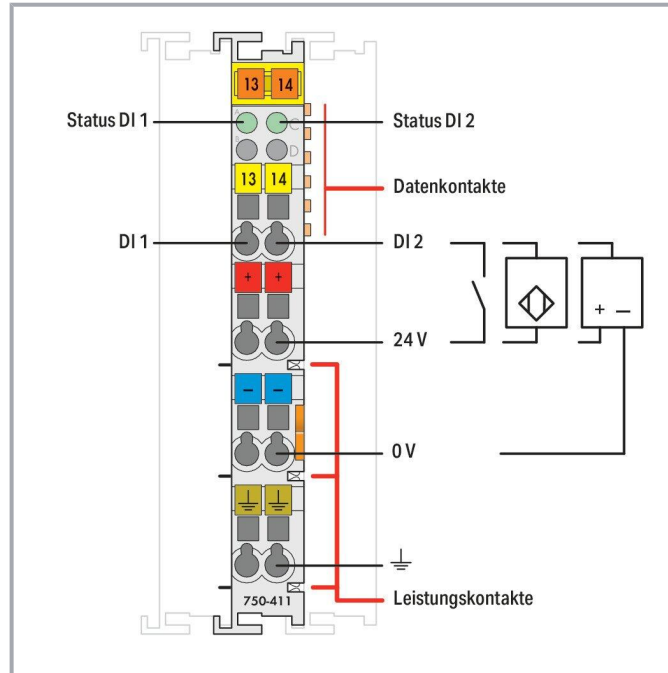 13 14
Status DI 1
A C
Status DI 2
B D
13 14
Datenkontakte
DI 1
DI 2
+ +
+ –
24 V
– –
0 V
Leistungskontakte
750-411